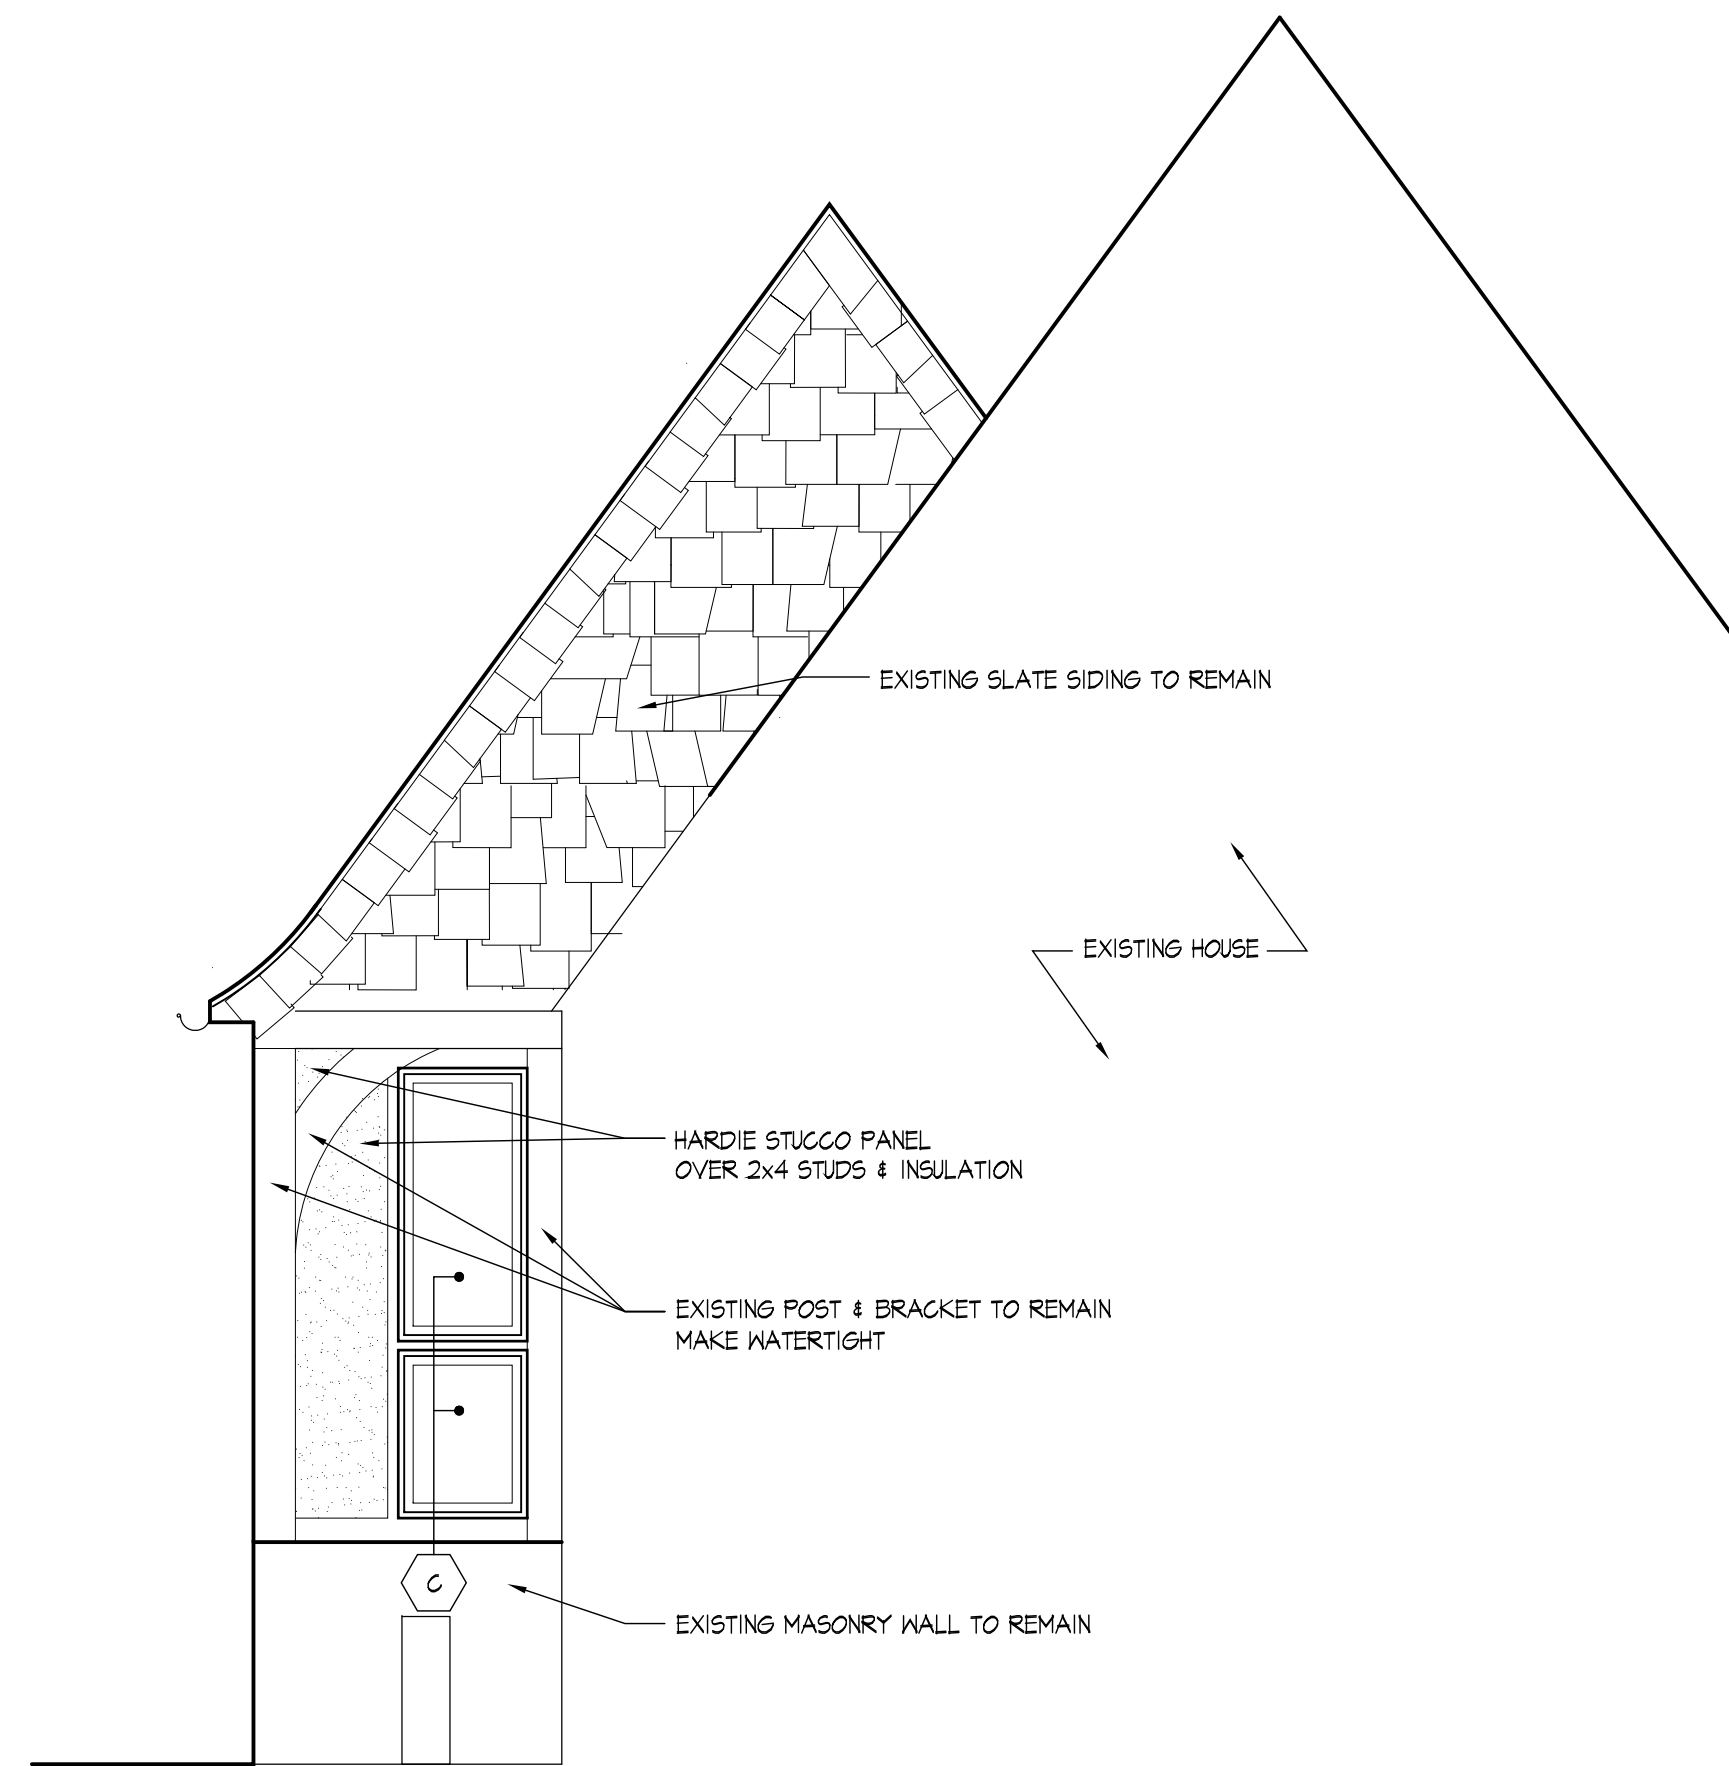 EXISTING SLATE SIDING TO REMAIN
EXISTING HOUSE
HARDIE STUCCO PANEL
OVER 2x4 STUDS & INSULATION
EXISTING POST & BRACKET TO REMAIN
MAKE WATERTIGHT
C
EXISTING MASONRY WALL TO REMAIN